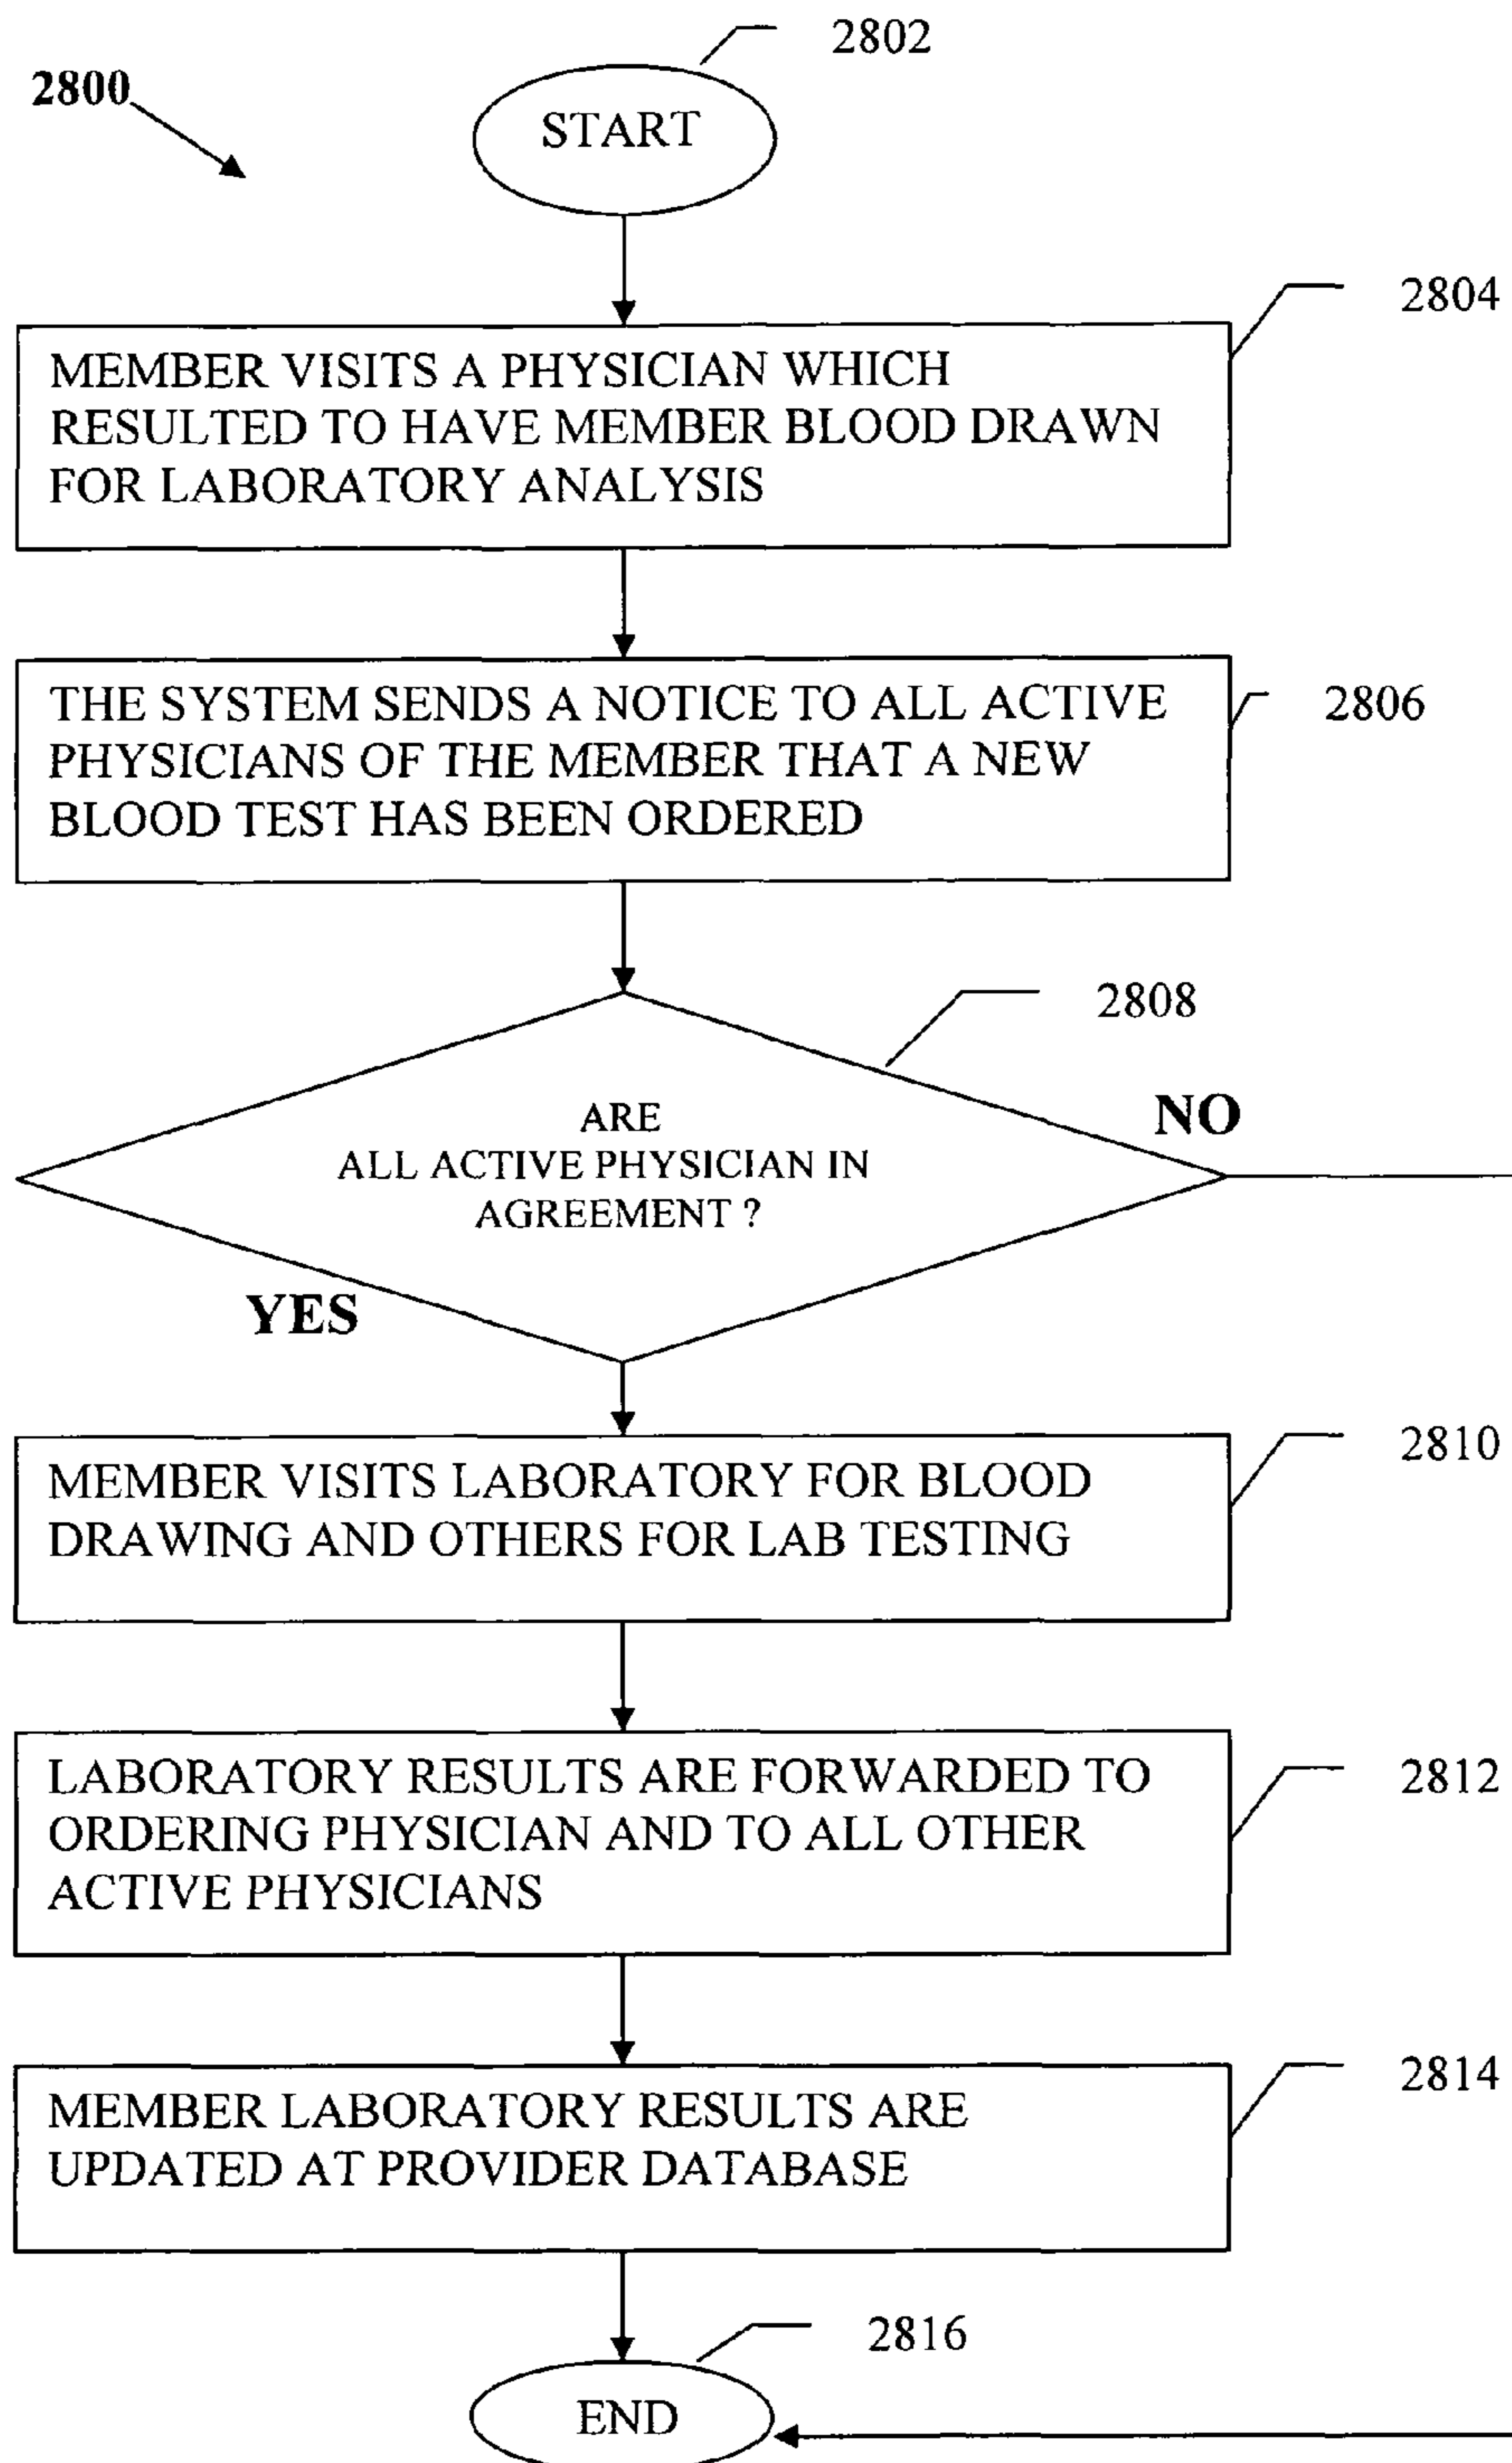 2802
2800
START
2804
MEMBER VISITS A PHYSICIAN WHICH
RESULTED TO HAVE MEMBER BLOOD DRAWN
FOR LABORATORY ANALYSIS
THE SYSTEM SENDS A NOTICE TO ALL ACTIVE
2806
PHYSICIANS OF THE MEMBER THAT A NEW
BLOOD TEST HAS BEEN ORDERED
2808
ARE
NO
ALL ACTIVE PHYSICIAN IN
AGREEMENT ?
YES
2810
MEMBER VISITS LABORATORY FOR BLOOD
DRAWING AND OTHERS FOR LAB TESTING
LABORATORY RESULTS ARE FORWARDED TO
2812
ORDERING PHYSICIAN AND TO ALL OTHER
ACTIVE PHYSICIANS
2814
MEMBER LABORATORY RESULTS ARE
UPDATED AT PROVIDER DATABASE
2816
END